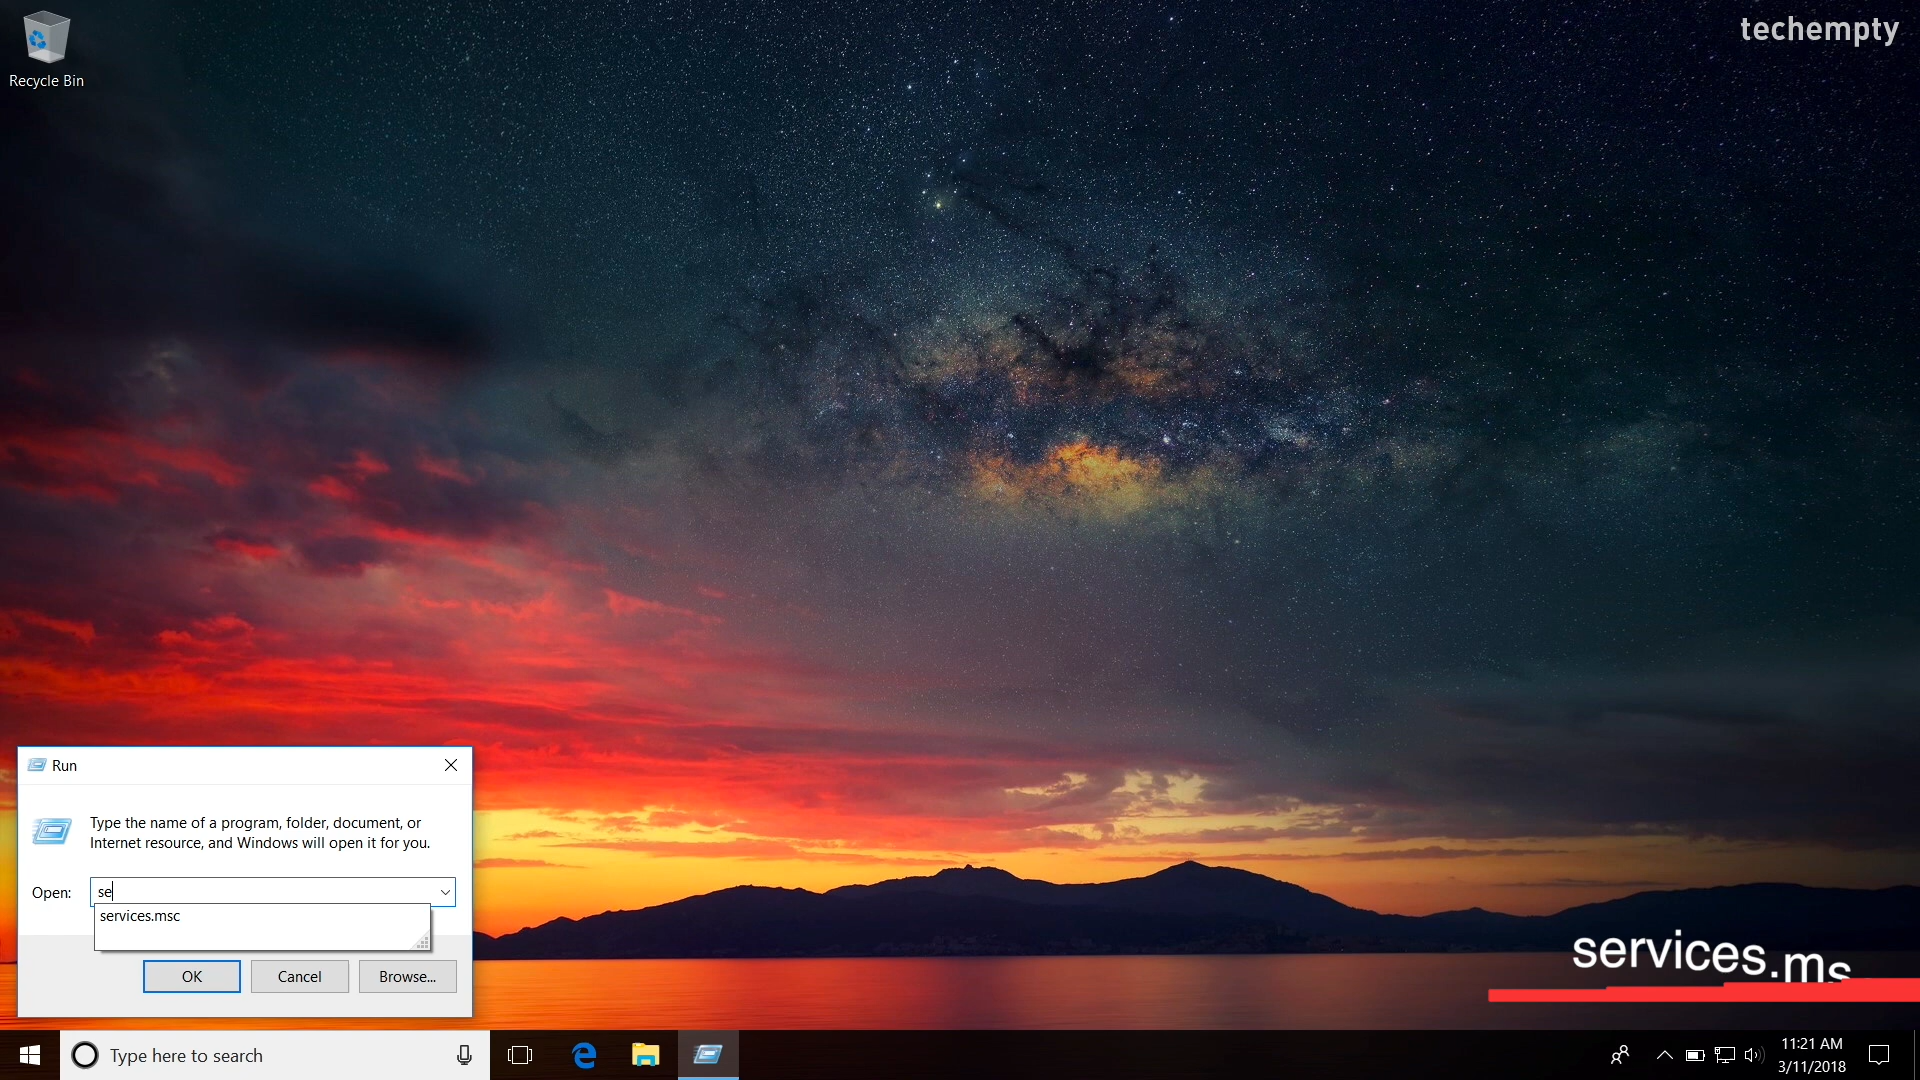 techempty
Recycle Bin
Run
Type the name of a program, folder, document, or
Internet resource, and Windows will open it for you.
Open: se
services.msc
OK Cancel Browse...
services.ms
Type here to search
11:21 AM
3/11/2018